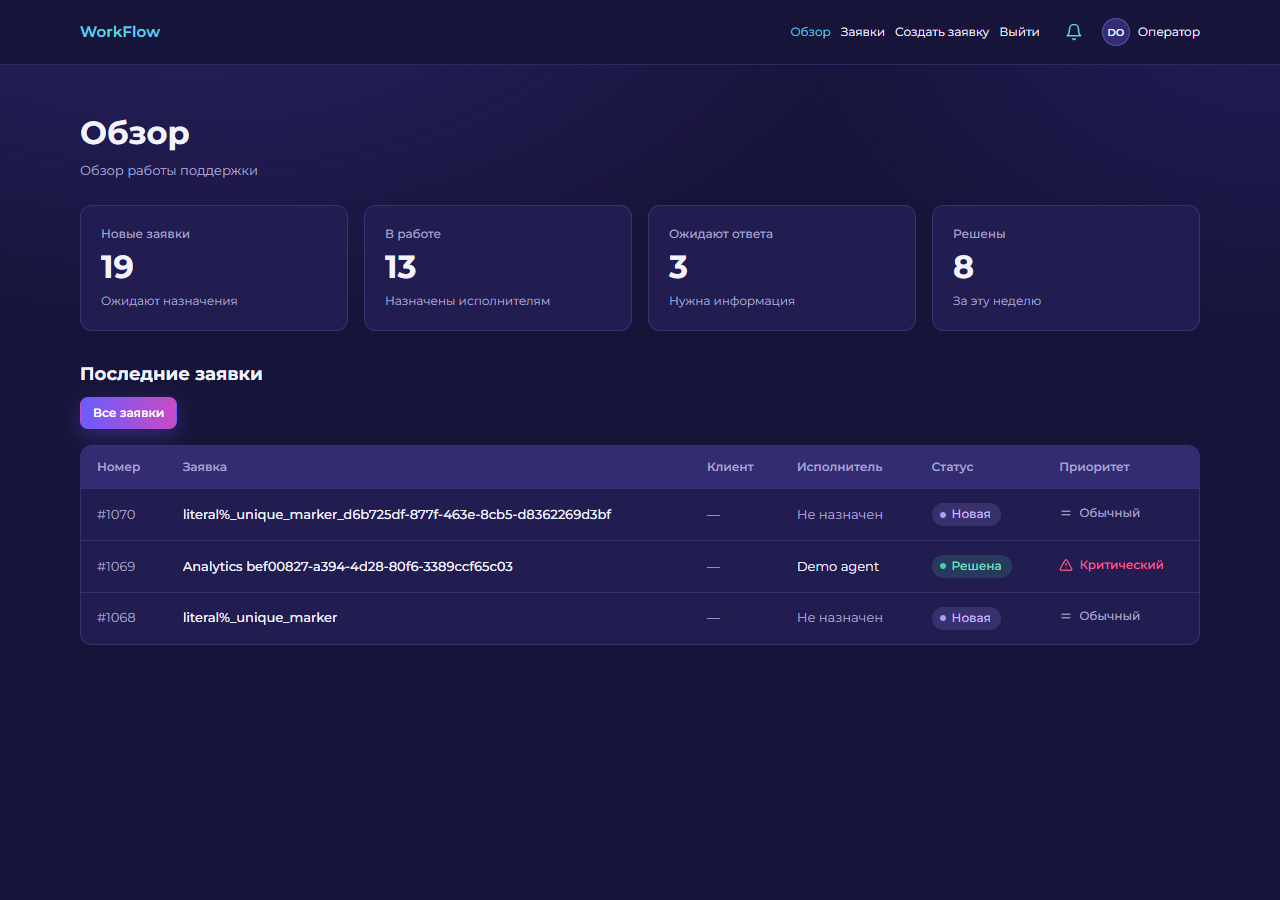 WorkFlow
Обзор Заявки Создать заявку Выйти DO Оператор
Обзор
Обзор работы поддержки
Новые заявки В работе Ожидают ответа Решены
19 13 3 8
Ожидают назначения Назначены исполнителям Нужна информация За эту неделю
Последние заявки
Все заявки
Номер Заявка Клиент Исполнитель Статус Приоритет
#1070 literal%_unique_marker_d6b725df-877f-463e-8cb5-d8362269d3bf — Не назначен Новая Обычный
#1069 Analytics bef00827-a394-4d28-80f6-3389ccf65c03 — Demo agent Решена Критический
#1068 literal%_unique_marker — Не назначен Новая Обычный